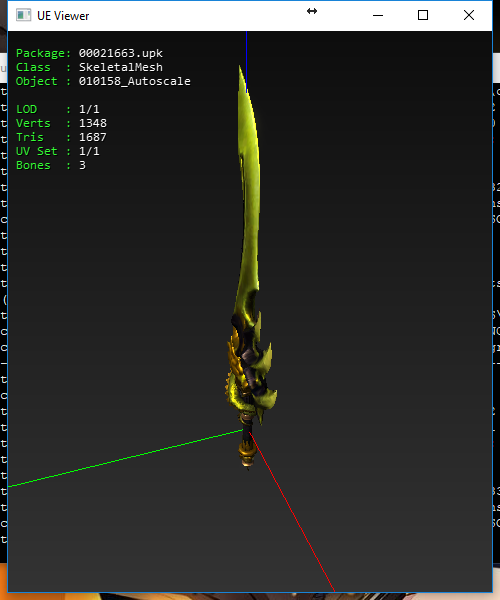 UE Viewer
Package: 00021663.upk
Class : SkeletalMesh
Object : 010158_Autoscale
LOD : 1/1
Verts : 1348
Tris : 1687
UV Set : 1/1
Bones : 3